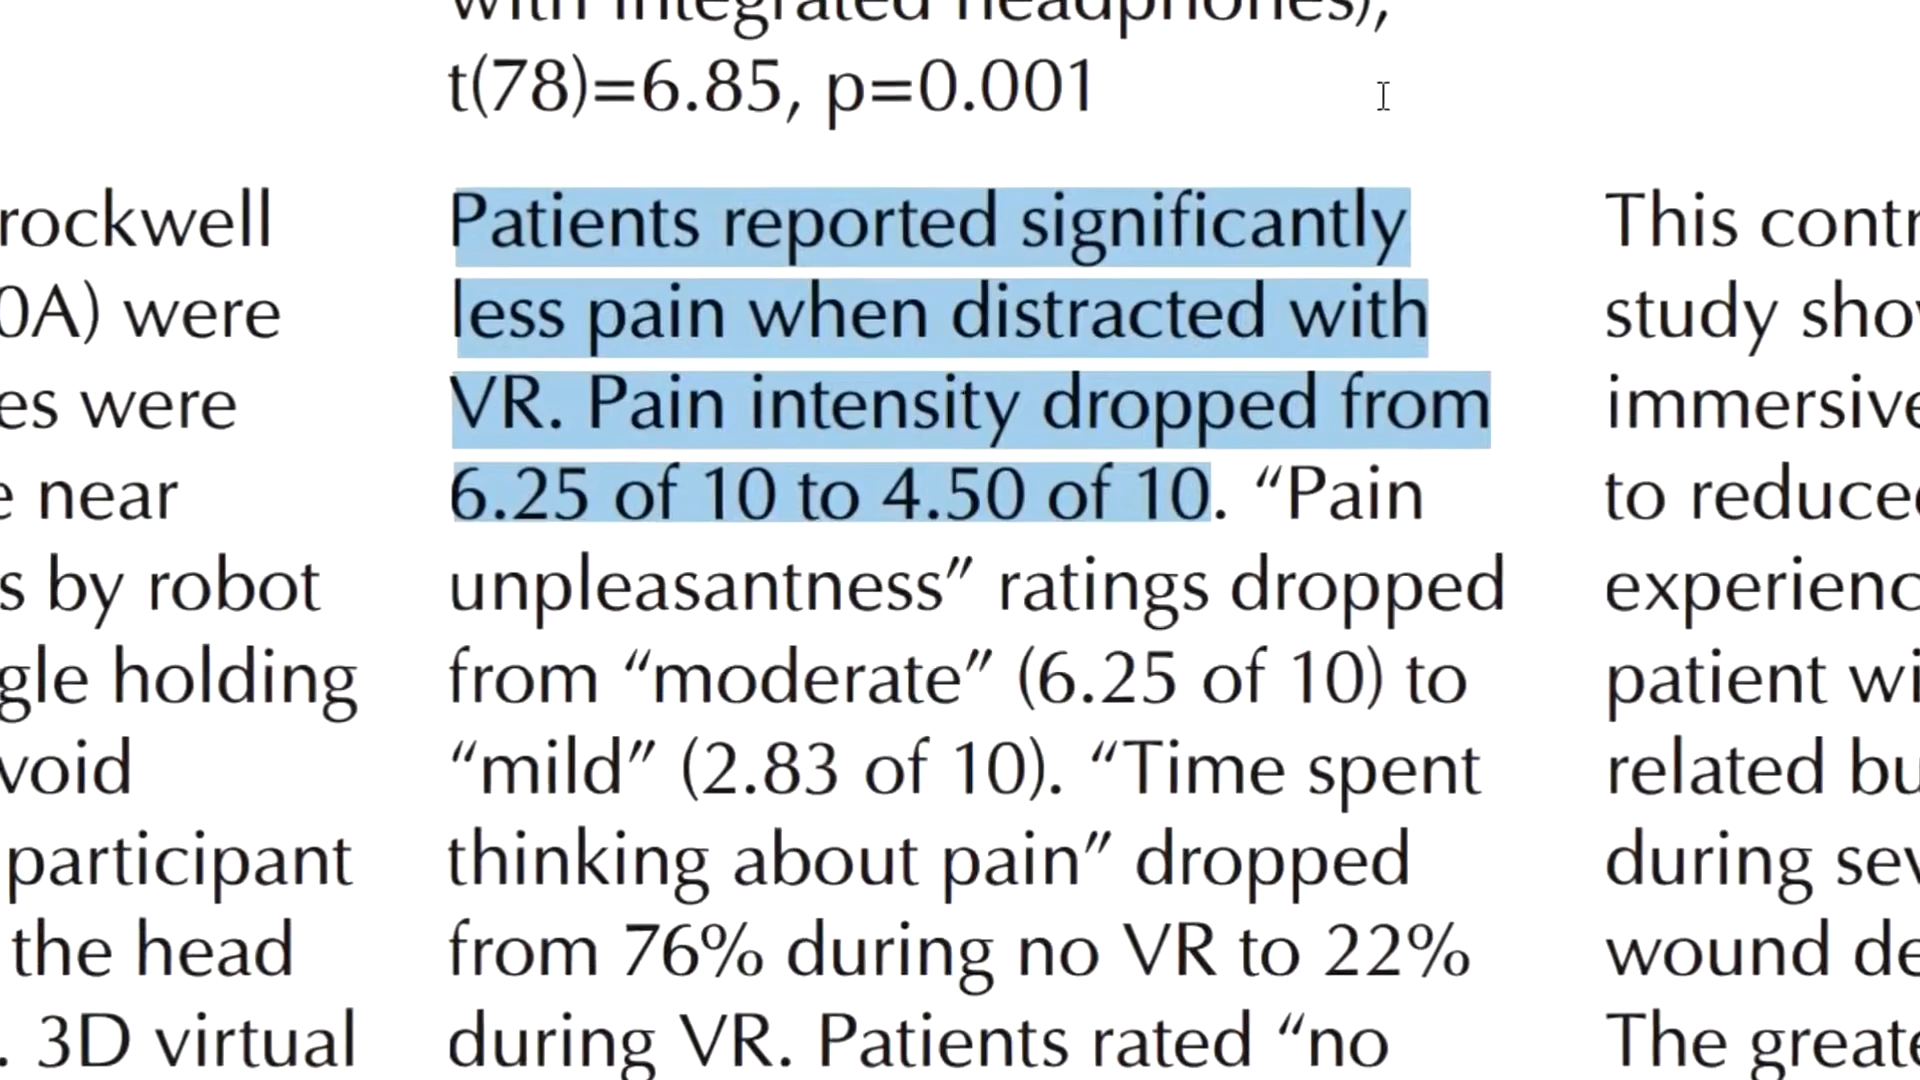 with integrated headphones),
t(78)=6.85, p=0.001
rockwell
0A) were
es were
e near
s by robot
gle holding
void
participant
the head
. 3D virtual
Patients reported significantly
less pain when distracted with
VR. Pain intensity dropped from
6.25 of 10 to 4.50 of 10. “Pain
unpleasantness” ratings dropped
from “moderate” (6.25 of 10) to
“mild” (2.83 of 10). “Time spent
thinking about pain” dropped
from 76% during no VR to 22%
during VR. Patients rated “no
This contr
study sho
immersive
to reduce
experienc
patient wi
related bu
during sev
wound de
The greate